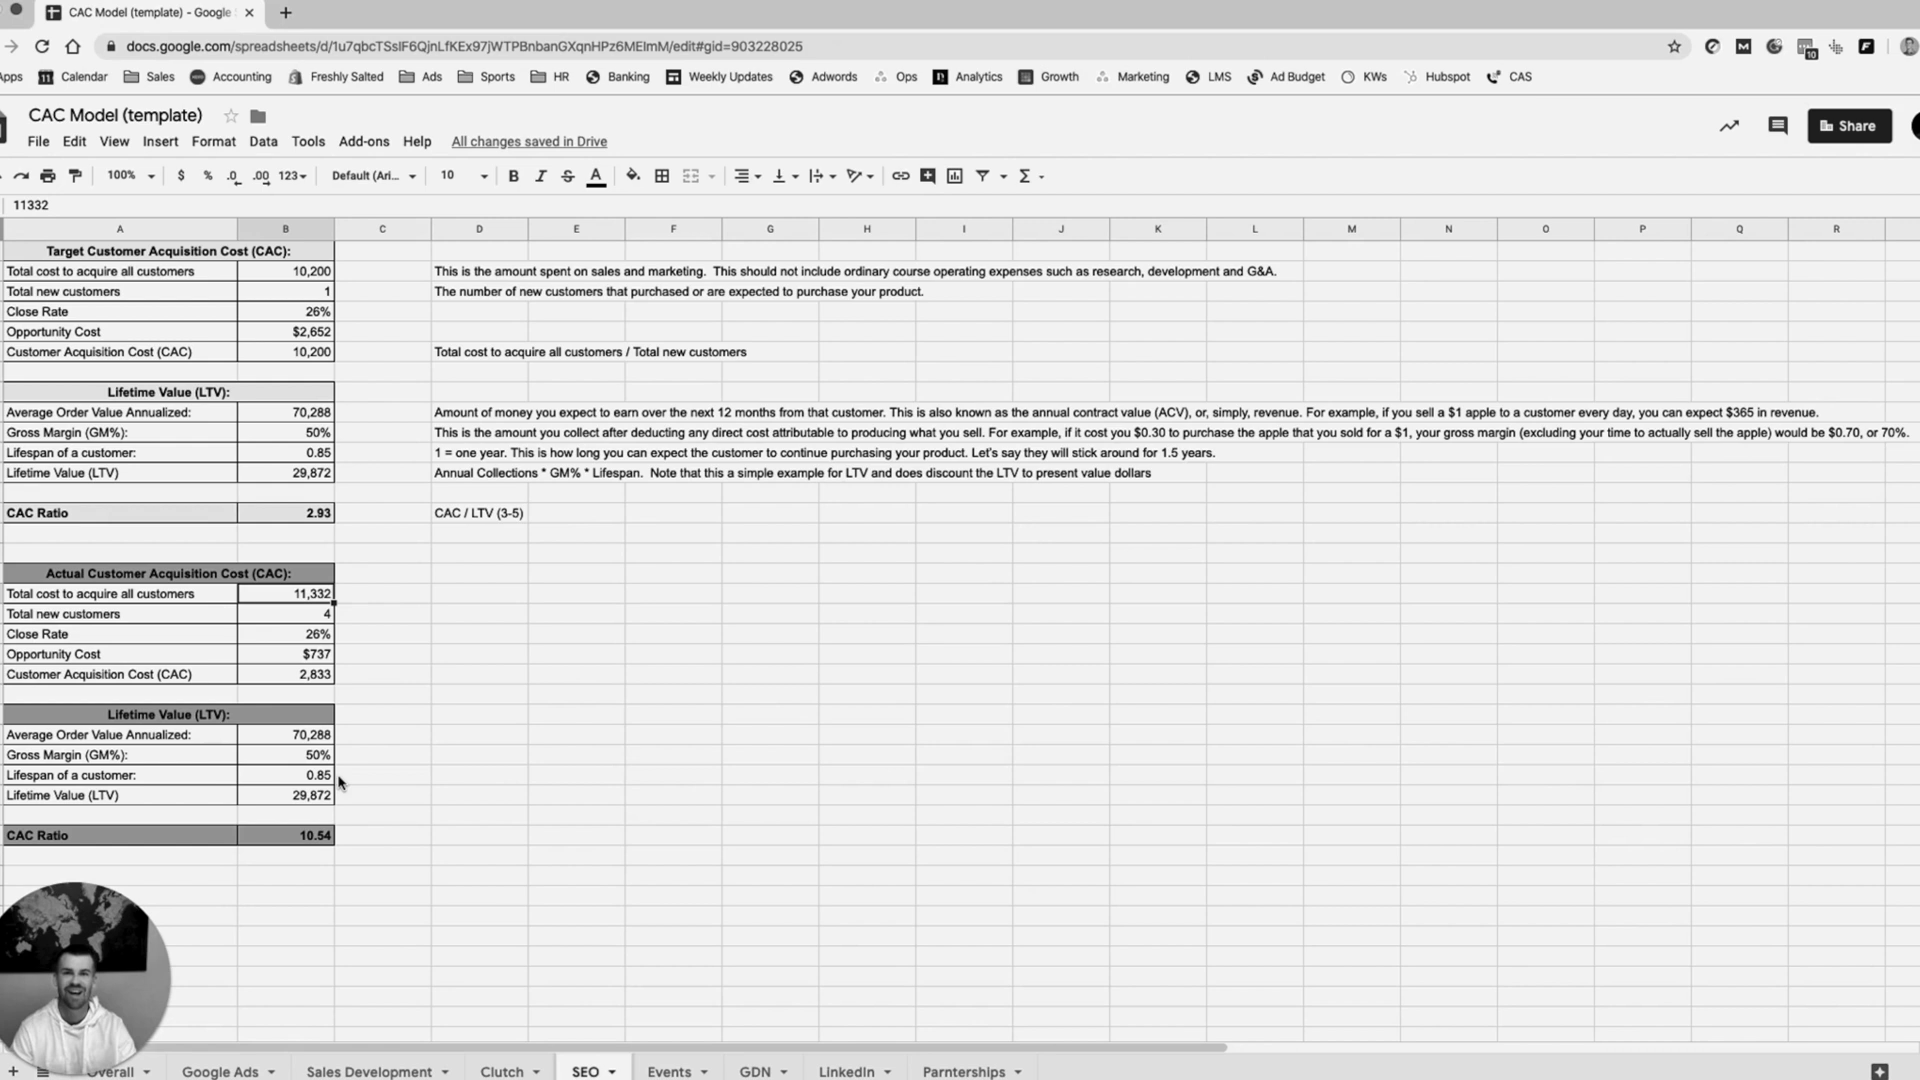 CAC Model (template) - Google
docs.google.com/spreadsheets/d/1u7qbcTSsIF6QjnLfKEx97jWTPBnbanGXqnHPz6MEImM/edit#gid=903228025
10
Apps Calendar Sales Accounting Freshly Salted Ads Sports HR Banking Weekly Updates Adwords Ops Analytics Growth Marketing LMS Ad Budget KWs Hubspot CAS
CAC Model (template)
File Edit View Insert Format Data Tools Add-ons Help All changes saved in Drive
Share
100% $ % .0 .00 123 Default (Ari... 10 B I S A
11332
A B C D E F G H I J K L M N O P Q R
Target Customer Acquisition Cost (CAC):
Total cost to acquire all customers 10,200 This is the amount spent on sales and marketing. This should not include ordinary course operating expenses such as research, development and G&A.
Total new customers 1 The number of new customers that purchased or are expected to purchase your product.
Close Rate 26%
Opportunity Cost $2,652
Customer Acquisition Cost (CAC) 10,200 Total cost to acquire all customers / Total new customers
Lifetime Value (LTV):
Average Order Value Annualized: 70,288 Amount of money you expect to earn over the next 12 months from that customer. This is also known as the annual contract value (ACV), or, simply, revenue. For example, if you sell a $1 apple to a customer every day, you can expect $365 in revenue.
Gross Margin (GM%): 50% This is the amount you collect after deducting any direct cost attributable to producing what you sell. For example, if it cost you $0.30 to purchase the apple that you sold for a $1, your gross margin (excluding your time to actually sell the apple) would be $0.70, or 70%.
Lifespan of a customer: 0.85 1 = one year. This is how long you can expect the customer to continue purchasing your product. Let's say they will stick around for 1.5 years.
Lifetime Value (LTV) 29,872 Annual Collections * GM% * Lifespan. Note that this a simple example for LTV and does discount the LTV to present value dollars
CAC Ratio 2.93 CAC / LTV (3-5)
Actual Customer Acquisition Cost (CAC):
Total cost to acquire all customers 11,332
Total new customers 4
Close Rate 26%
Opportunity Cost $737
Customer Acquisition Cost (CAC) 2,833
Lifetime Value (LTV):
Average Order Value Annualized: 70,288
Gross Margin (GM%): 50%
Lifespan of a customer: 0.85
Lifetime Value (LTV) 29,872
CAC Ratio 10.54
Overall Google Ads Sales Development Clutch SEO Events GDN LinkedIn Parnterships